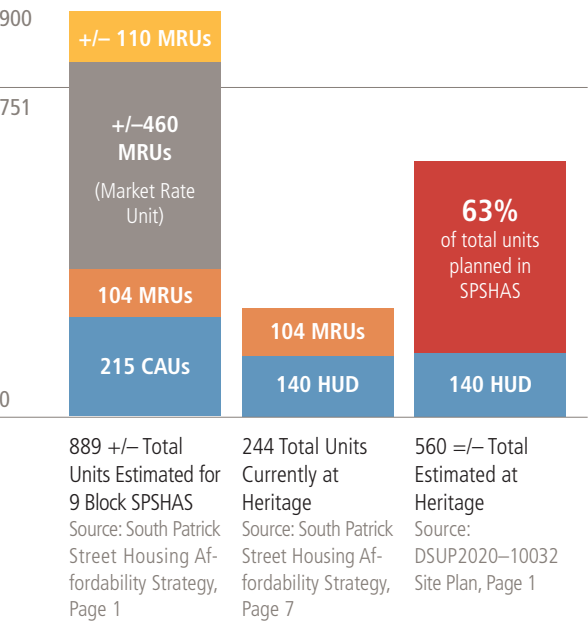 900
751
0
+/– 110 MRUs
+/–460
MRUs
(Market Rate
Unit)
104 MRUs
215 CAUs
104 MRUs
140 HUD
63%
of total units
planned in
SPSHAS
140 HUD
889 +/– Total
Units Estimated for
9 Block SPSHAS
Source: South Patrick
Street Housing Af-
fordability Strategy,
Page 1
244 Total Units
Currently at
Heritage
Source: South Patrick
Street Housing Af-
fordability Strategy,
Page 7
560 =/– Total
Estimated at
Heritage
Source:
DSUP2020–10032
Site Plan, Page 1